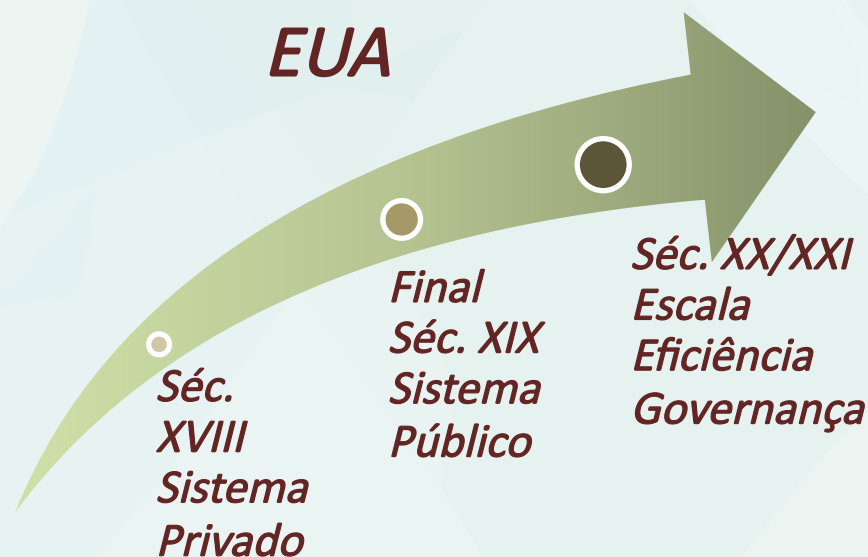 EUA
Séc.
XVIII
Sistema
Privado
Final
Séc. XIX
Sistema
Público
Séc. XX/XXI
Escala
Eficiência
Governança